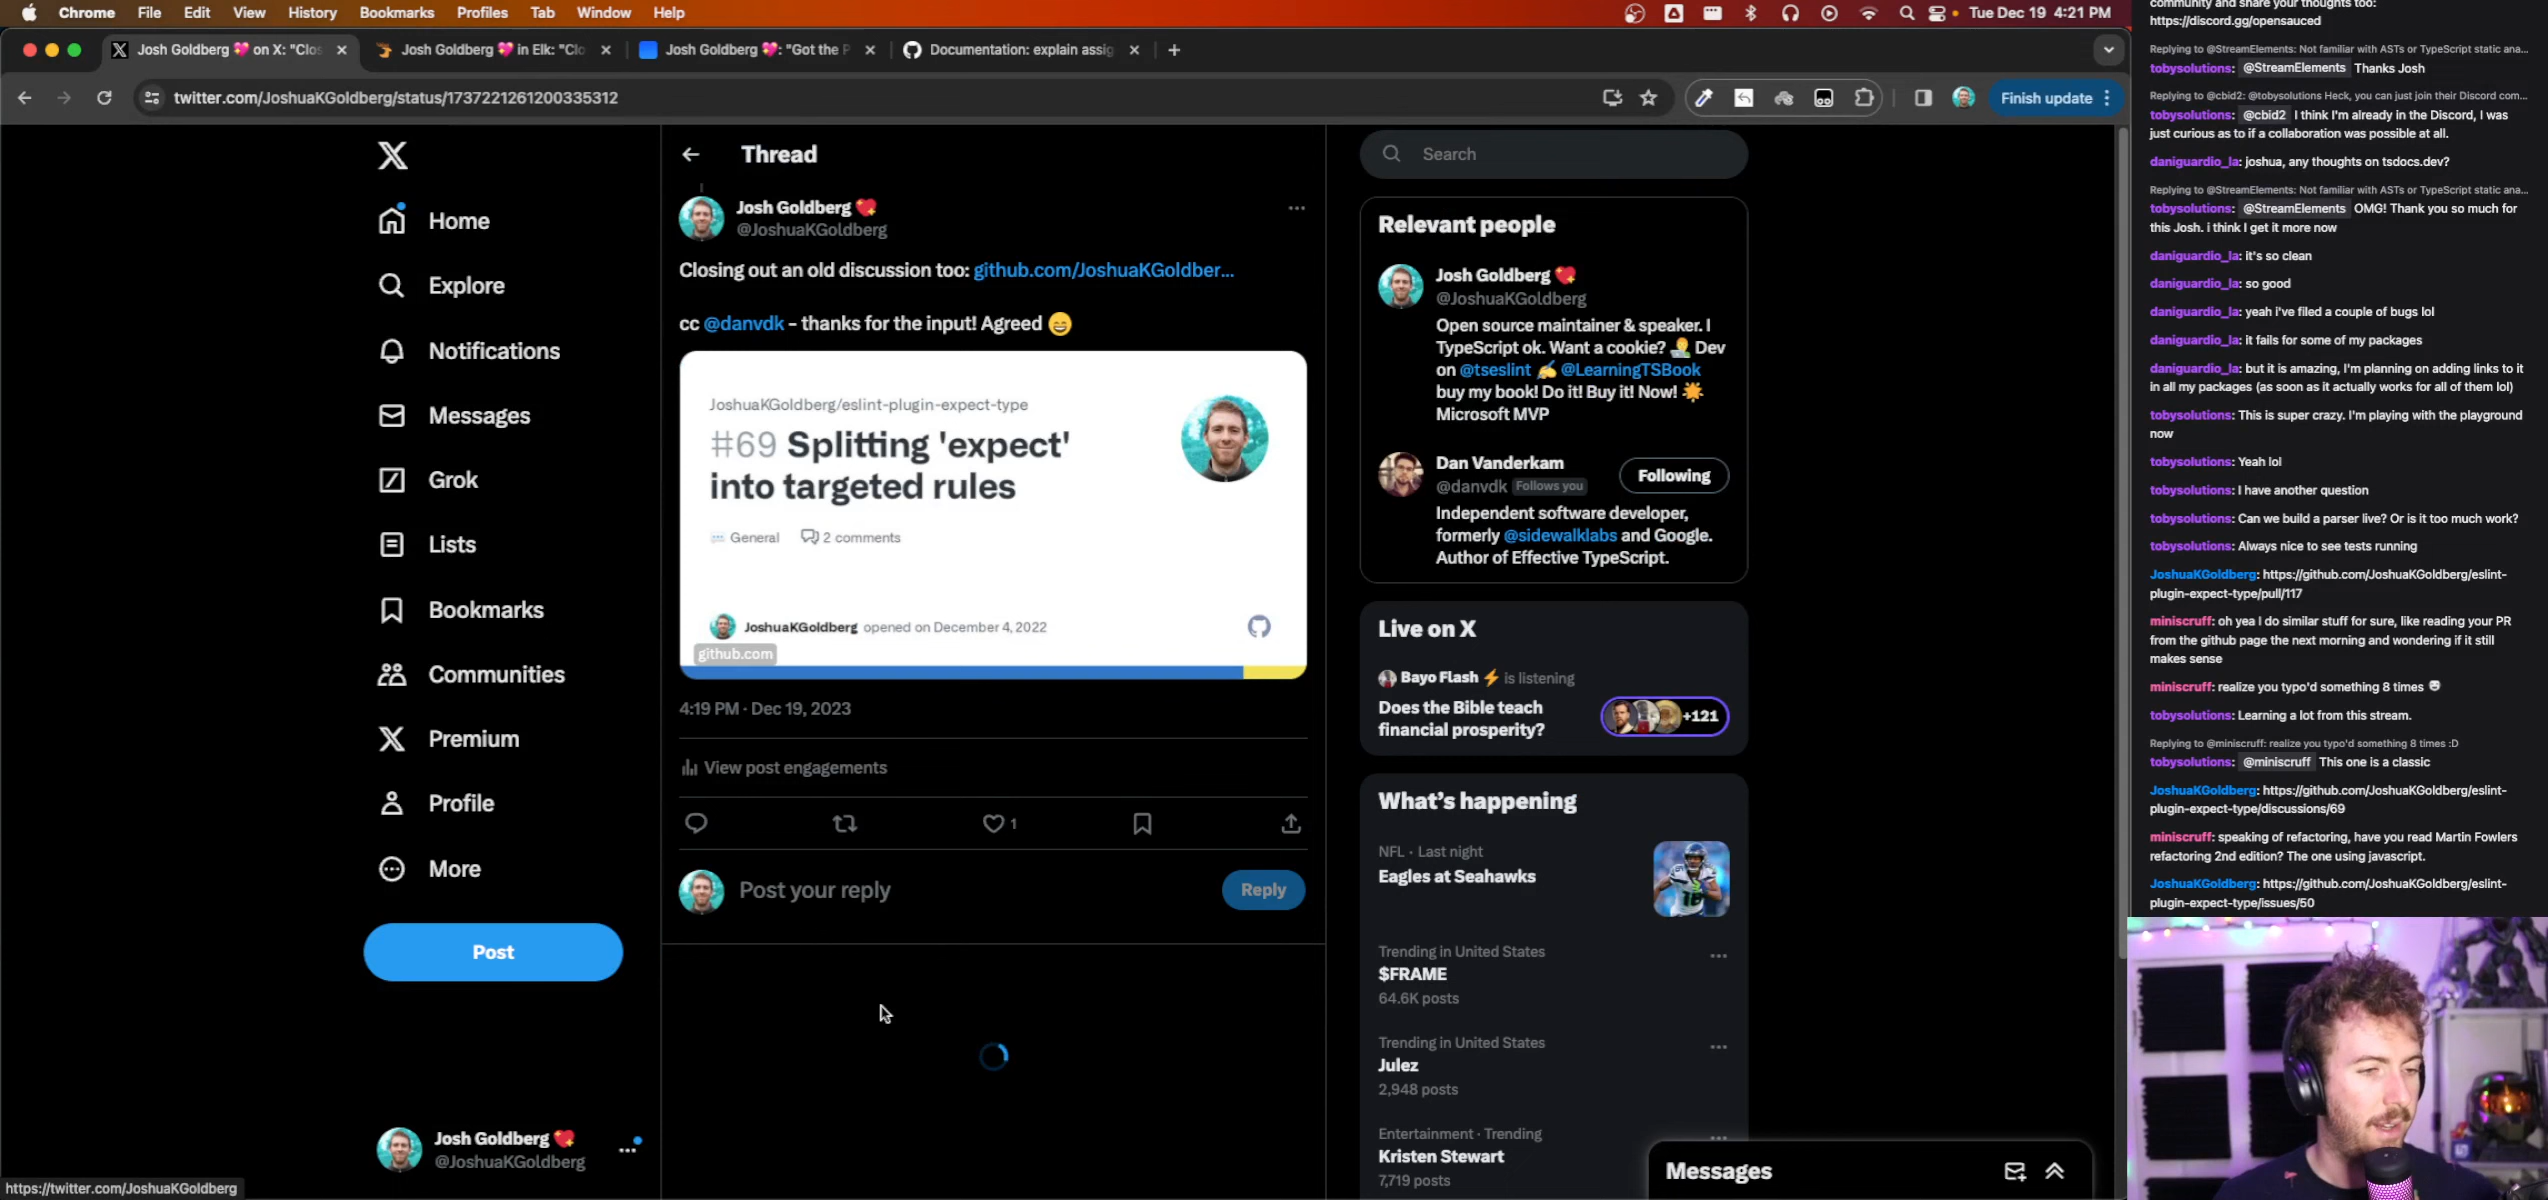 Chrome File Edit View History Bookmarks Profiles Tab Window Help
Tue Dec 19 4:21 PM
Josh Goldberg 💖 on X: "Clos
Josh Goldberg 💖 in Elk: "Clo
Josh Goldberg 💖: "Got the P
Documentation: explain assig
twitter.com/JoshuaKGoldberg/status/1737221261200335312
Finish update
Home
Explore
Notifications
Messages
Grok
Lists
Bookmarks
Communities
Premium
Profile
More
Post
Josh Goldberg 💖
@JoshuaKGoldberg
https://twitter.com/JoshuaKGoldberg
Thread
Josh Goldberg 💖
@JoshuaKGoldberg
Closing out an old discussion too: github.com/JoshuaKGoldber...
cc @danvdk - thanks for the input! Agreed 😄
JoshuaKGoldberg/eslint-plugin-expect-type
#69 Splitting 'expect'
into targeted rules
General 2 comments
JoshuaKGoldberg opened on December 4, 2022
github.com
4:19 PM · Dec 19, 2023
View post engagements
1
Post your reply
Reply
Search
Relevant people
Josh Goldberg 💖
@JoshuaKGoldberg
Open source maintainer & speaker. I
TypeScript ok. Want a cookie? 👨‍💻 Dev
on @tseslint ✍️ @LearningTSBook
buy my book! Do it! Buy it! Now! 🌟
Microsoft MVP
Dan Vanderkam
@danvdk Follows you
Following
Independent software developer,
formerly @sidewalklabs and Google.
Author of Effective TypeScript.
Live on X
Bayo Flash ⚡ is listening
Does the Bible teach
financial prosperity?
+121
What's happening
NFL · Last night
Eagles at Seahawks
Trending in United States
$FRAME
64.6K posts
Trending in United States
Julez
2,948 posts
Entertainment · Trending
Kristen Stewart
7,719 posts
Messages
community and share your thoughts too:
https://discord.gg/opensauced
Replying to @StreamElements: Not familiar with ASTs or TypeScript static ana...
tobysolutions: @StreamElements Thanks Josh
Replying to @cbid2: @tobysolutions Heck, you can just join their Discord com...
tobysolutions: @cbid2 I think I'm already in the Discord, I was
just curious as to if a collaboration was possible at all.
daniguardio_la: joshua, any thoughts on tsdocs.dev?
Replying to @StreamElements: Not familiar with ASTs or TypeScript static ana...
tobysolutions: @StreamElements OMG! Thank you so much for
this Josh. i think I get it more now
daniguardio_la: it's so clean
daniguardio_la: so good
daniguardio_la: yeah i've filed a couple of bugs lol
daniguardio_la: it fails for some of my packages
daniguardio_la: but it is amazing, I'm planning on adding links to it
in all my packages (as soon as it actually works for all of them lol)
tobysolutions: This is super crazy. I'm playing with the playground
now
tobysolutions: Yeah lol
tobysolutions: I have another question
tobysolutions: Can we build a parser live? Or is it too much work?
tobysolutions: Always nice to see tests running
JoshuaKGoldberg: https://github.com/JoshuaKGoldberg/eslint-
plugin-expect-type/pull/117
miniscruff: oh yea I do similar stuff for sure, like reading your PR
from the github page the next morning and wondering if it still
makes sense
miniscruff: realize you typo'd something 8 times
tobysolutions: Learning a lot from this stream.
Replying to @miniscruff: realize you typo'd something 8 times :D
tobysolutions: @miniscruff This one is a classic
JoshuaKGoldberg: https://github.com/JoshuaKGoldberg/eslint-
plugin-expect-type/discussions/69
miniscruff: speaking of refactoring, have you read Martin Fowlers
refactoring 2nd edition? The one using javascript.
JoshuaKGoldberg: https://github.com/JoshuaKGoldberg/eslint-
plugin-expect-type/issues/50